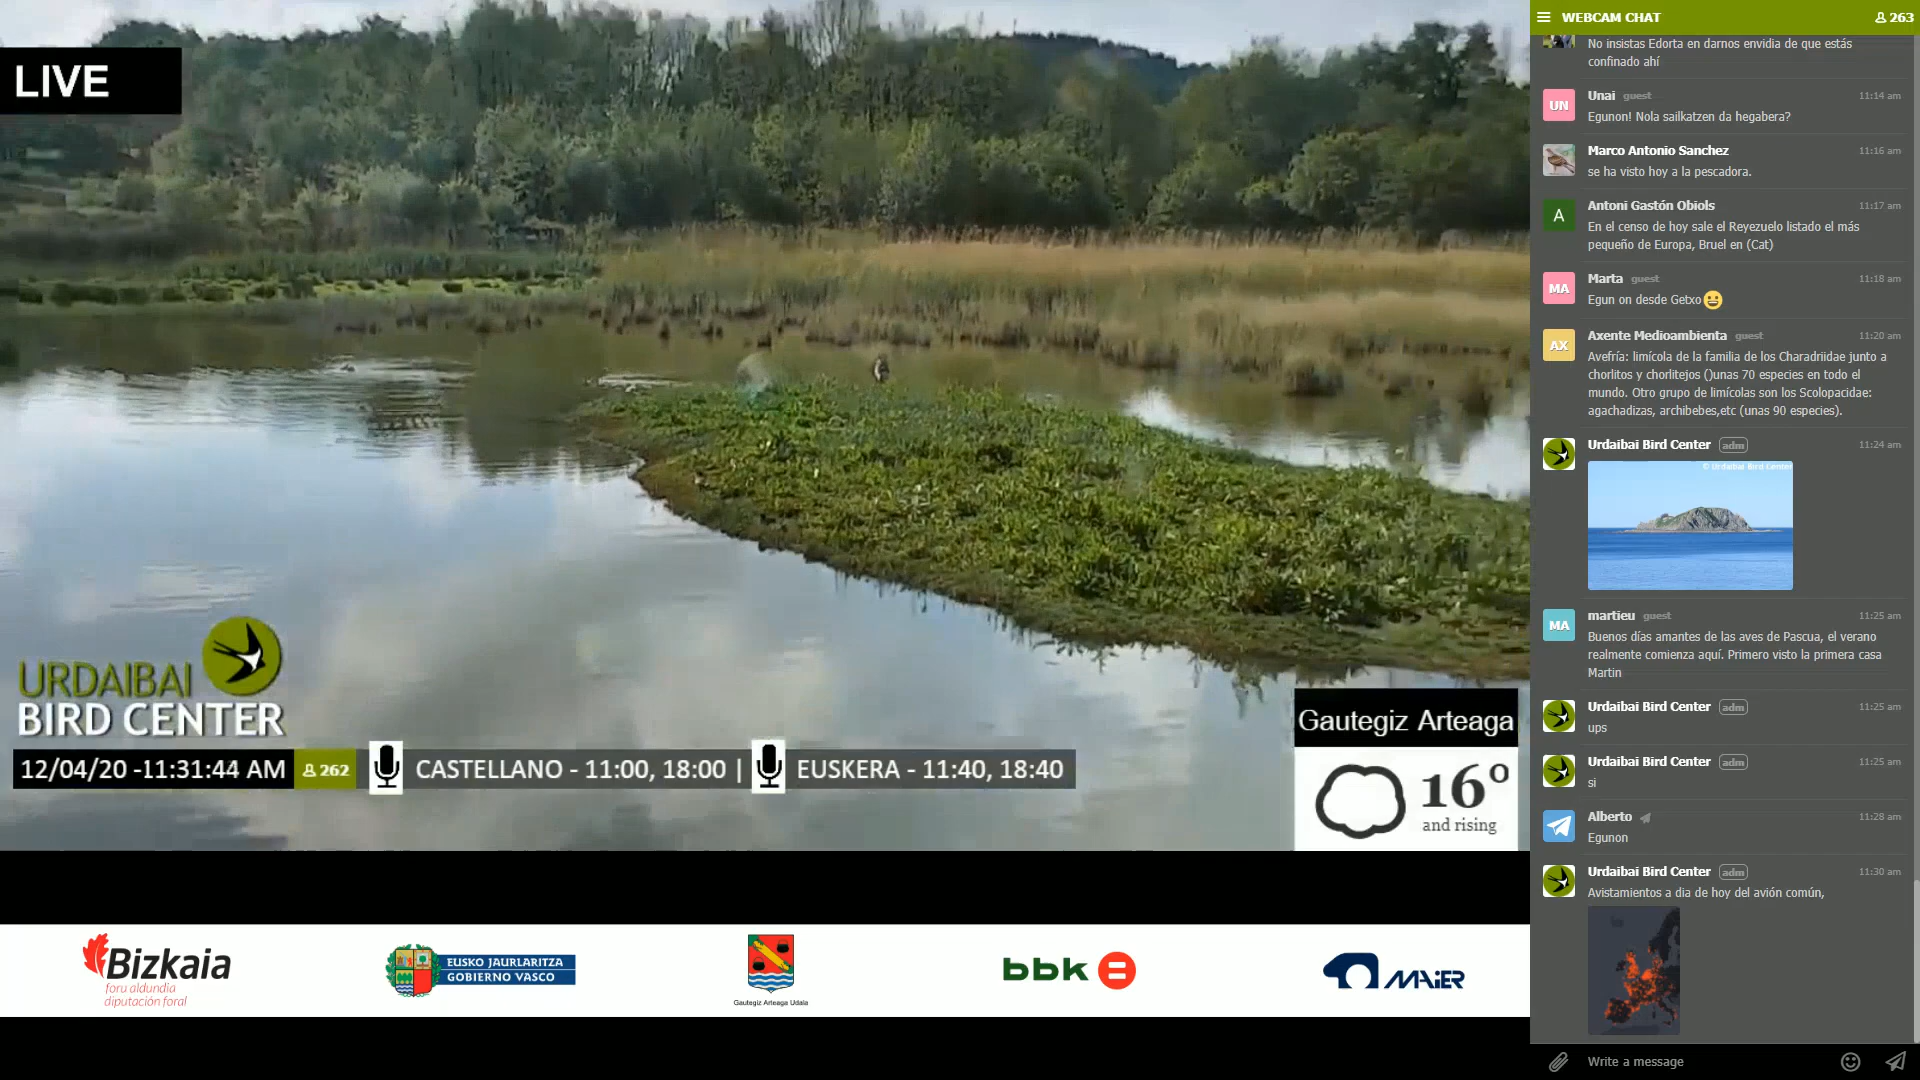 LIVE
URDAIBAI
BIRD CENTER
12/04/20 -11:31:44 AM
262
CASTELLANO - 11:00, 18:00 |
EUSKERA - 11:40, 18:40
Gautegiz Arteaga
16º
and rising
Bizkaia
foru aldundia
diputación foral
EUSKO JAURLARITZA
GOBIERNO VASCO
Gautegiz Arteaga Udala
bbk
MAIER
WEBCAM CHAT
263
No insistas Edorta en darnos envidia de que estás
confinado ahí
UN
Unai guest
11:14 am
Egunon! Nola sailkatzen da hegabera?
Marco Antonio Sanchez
11:16 am
se ha visto hoy a la pescadora.
A
Antoni Gastón Obiols
11:17 am
En el censo de hoy sale el Reyezuelo listado el más
pequeño de Europa, Bruel en (Cat)
MA
Marta guest
11:18 am
Egun on desde Getxo
AX
Axente Medioambienta guest
11:20 am
Avefría: limícola de la familia de los Charadriidae junto a
chorlitos y chorlitejos ()unas 70 especies en todo el
mundo. Otro grupo de limícolas son los Scolopacidae:
agachadizas, archibebes,etc (unas 90 especies).
Urdaibai Bird Center adm
11:24 am
© Urdaibai Bird Center
MA
martieu guest
11:25 am
Buenos días amantes de las aves de Pascua, el verano
realmente comienza aquí. Primero visto la primera casa
Martin
Urdaibai Bird Center adm
11:25 am
ups
Urdaibai Bird Center adm
11:25 am
si
Alberto
11:28 am
Egunon
Urdaibai Bird Center adm
11:30 am
Avistamientos a dia de hoy del avión común,
Write a message